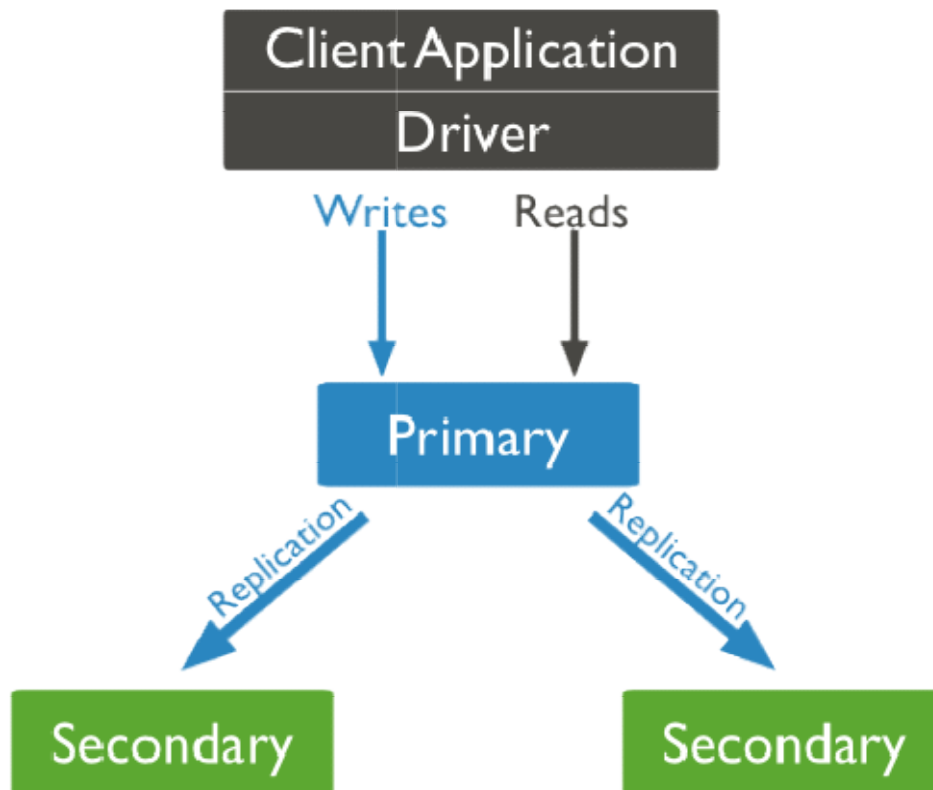 Client Application
Driver
Writes
Reads
Primary
Replication
Replication
Secondary
Secondary